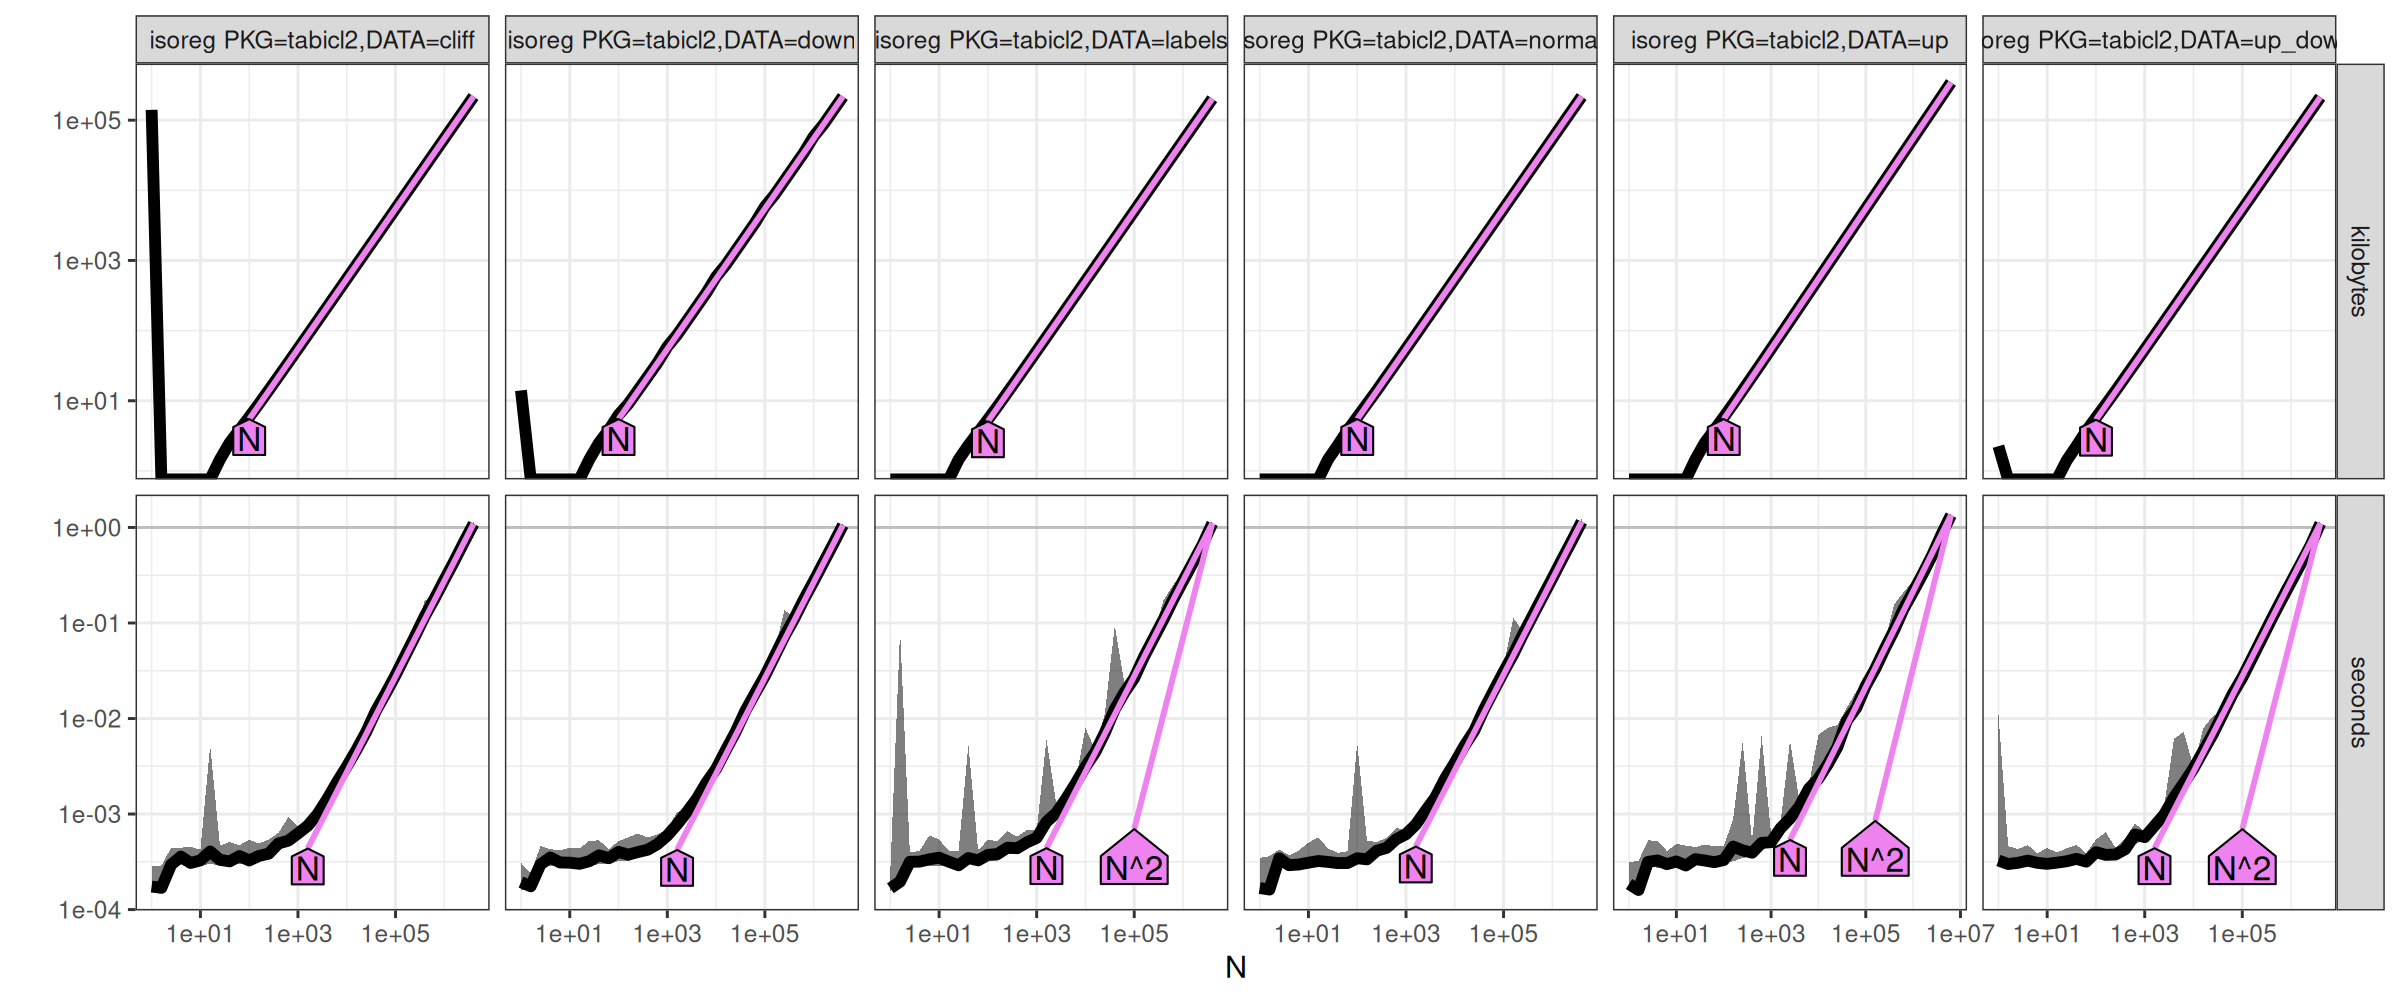 isoreg PKG=tabicl2,DATA=cliff
isoreg PKG=tabicl2,DATA=down
isoreg PKG=tabicl2,DATA=labels
soreg PKG=tabicl2,DATA=norma
isoreg PKG=tabicl2,DATA=up
oreg PKG=tabicl2,DATA=up_dow
1e+05
1e+03
1e+01
N
N
N
N
N
N
kilobytes
1e+00
1e-01
1e-02
1e-03
1e-04
N
N
N
N^2
N
N
N^2
N
N^2
seconds
1e+01 1e+03 1e+05
1e+01 1e+03 1e+05
1e+01 1e+03 1e+05
1e+01 1e+03 1e+05
1e+01 1e+03 1e+05 1e+07
1e+01 1e+03 1e+05
N